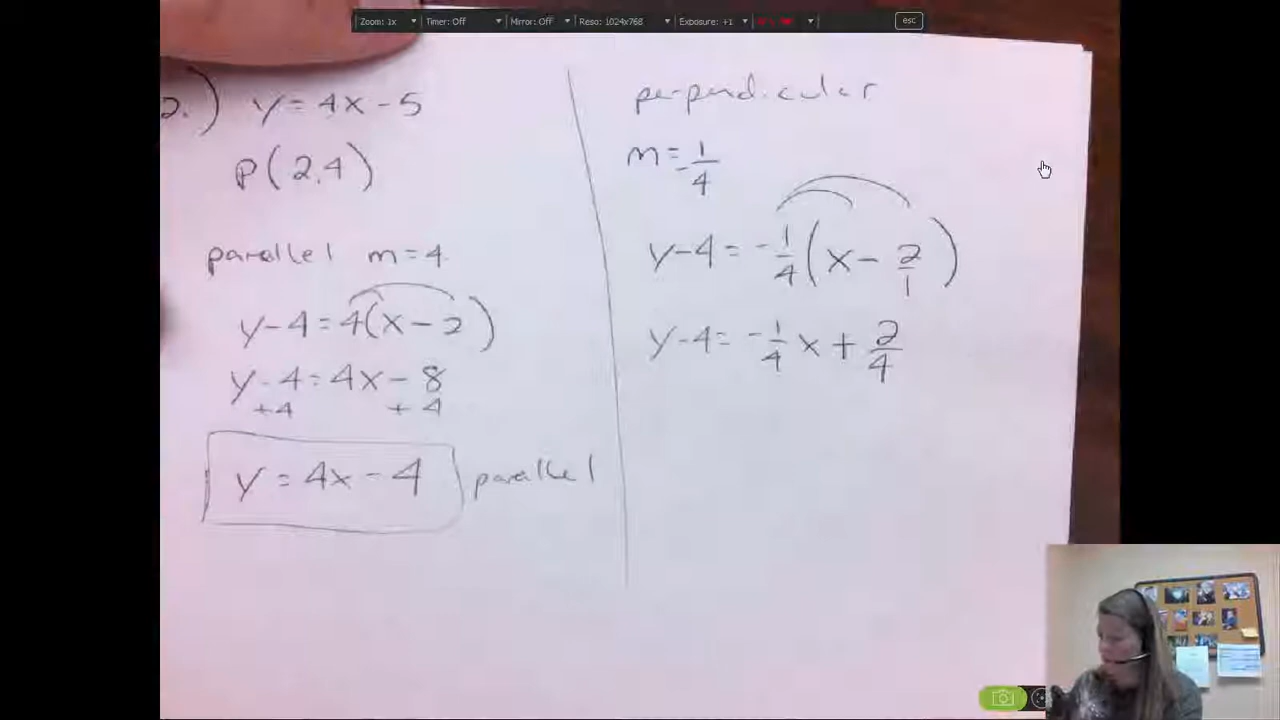 Zoom: 1x Timer: Off Mirror: Off Reso: 1024x768 Exposure: +1 esc
2.) y = 4x - 5
P(2,4)
parallel m = 4
y - 4 = 4(x - 2)
y - 4 = 4x - 8
+4 + 4
y = 4x - 4 parallel
perpendicular
m = -1/4
y - 4 = -1/4 (x - 2/1)
y - 4 = -1/4 x + 2/4